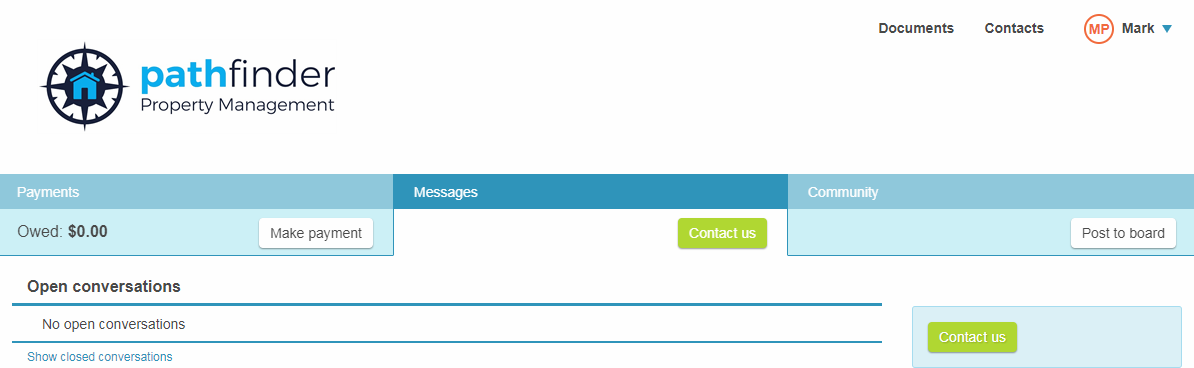 Documents Contacts MP Mark
pathfinder
Property Management
Payments Messages Community
Owed: $0.00 Make payment Contact us Post to board
Open conversations
No open conversations
Contact us
Show closed conversations